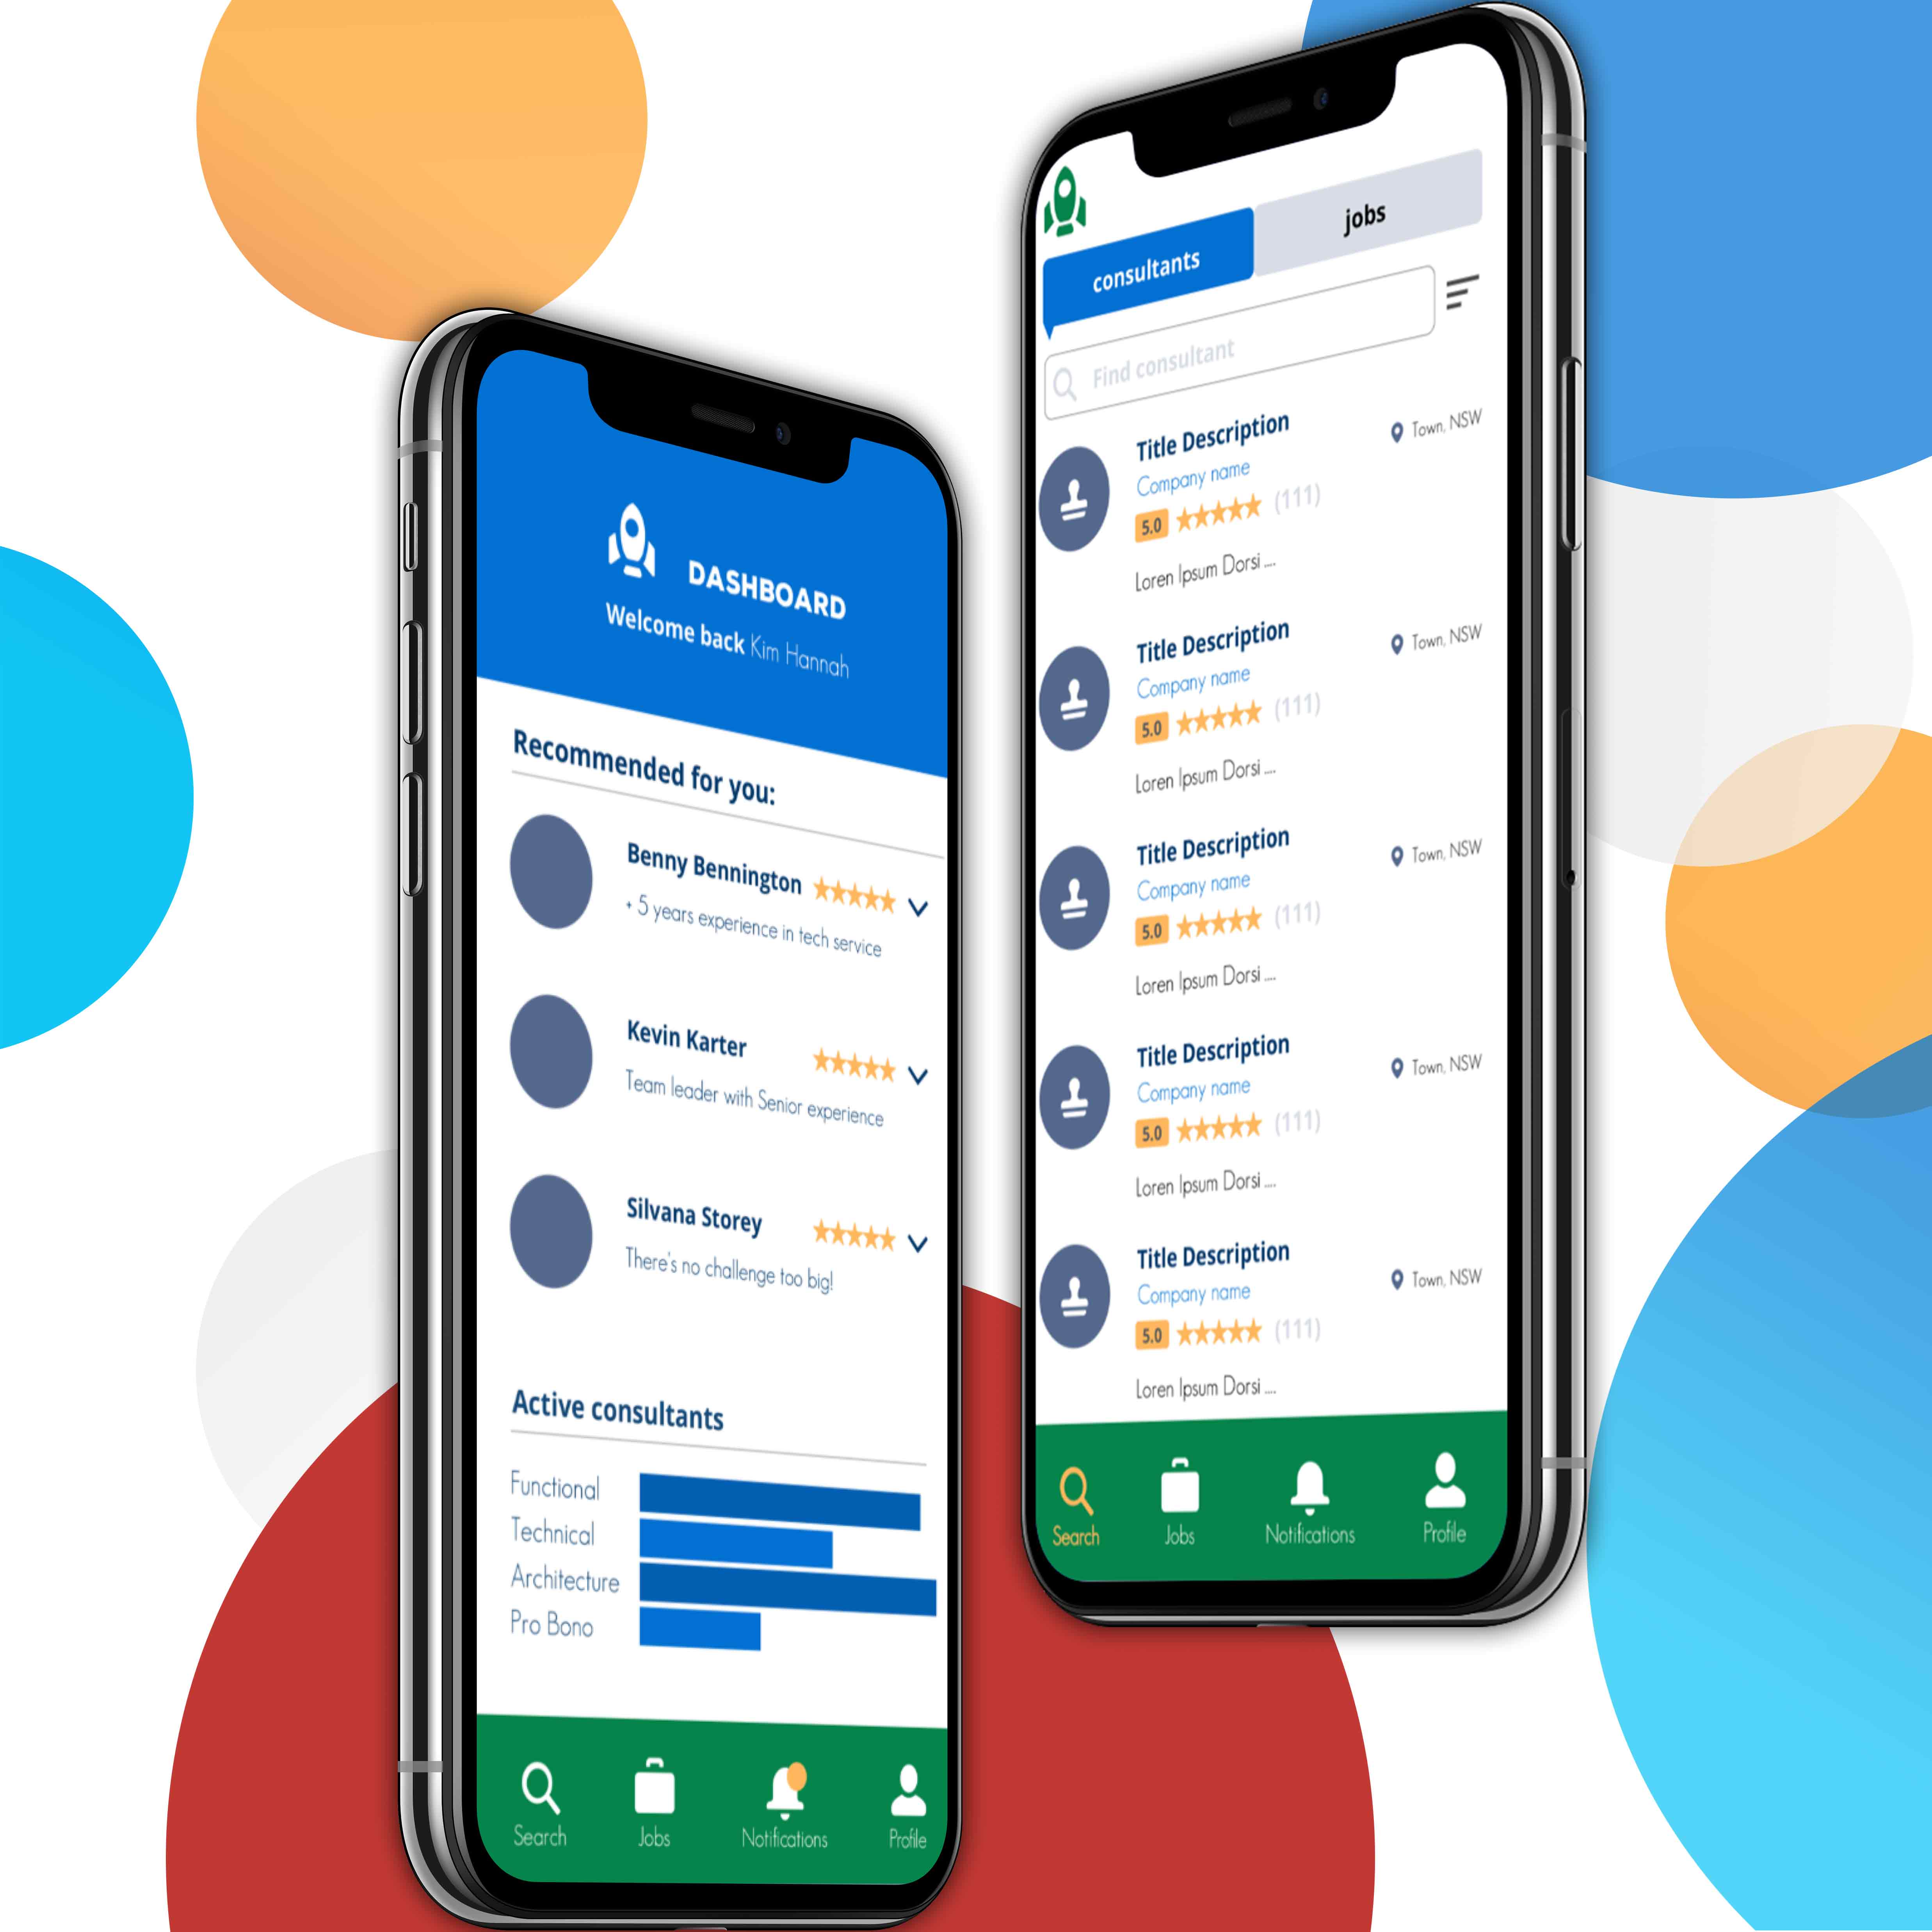 DASHBOARD
Welcome back Kim Hannah
Recommended for you:
Benny Bennington
+ 5 years experience in tech service
Kevin Karter
Team leader with Senior experience
Silvana Storey
There's no challenge too big!
Active consultants
Functional
Technical
Architecture
Pro Bono
Search Jobs Notifications Profile
consultants jobs
Find consultant
Title Description Town, NSW
Company name
5.0 (111)
Loren Ipsum Dorsi ....
Title Description Town, NSW
Company name
5.0 (111)
Loren Ipsum Dorsi ....
Title Description Town, NSW
Company name
5.0 (111)
Loren Ipsum Dorsi ....
Title Description Town, NSW
Company name
5.0 (111)
Loren Ipsum Dorsi ....
Title Description Town, NSW
Company name
5.0 (111)
Loren Ipsum Dorsi ....
Search Jobs Notifications Profile